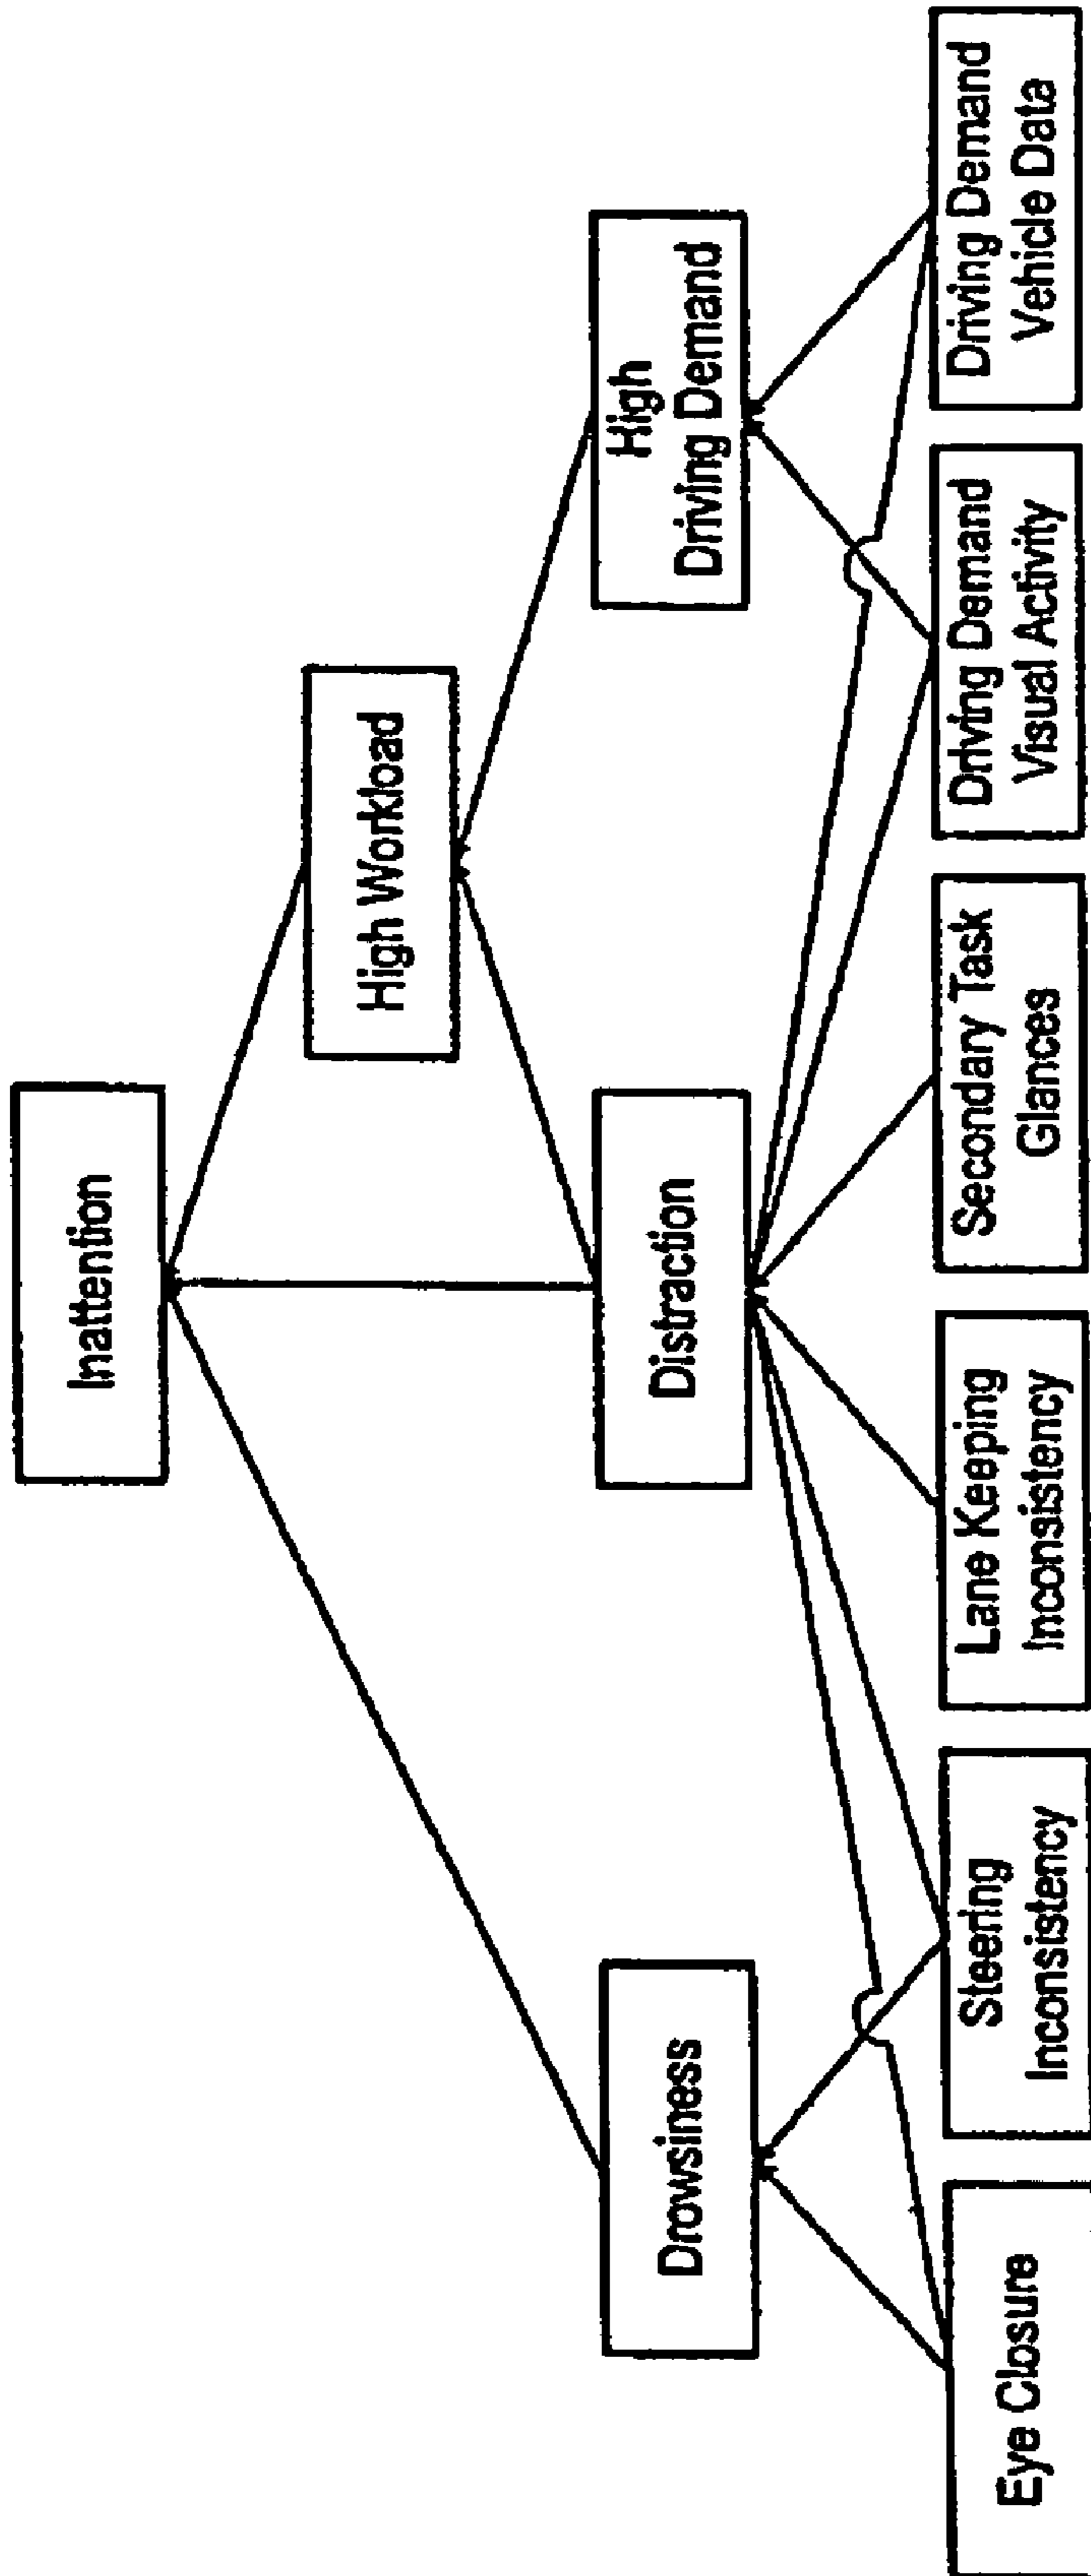 Inattention
High Workload
Drowsiness
Distraction
High
Driving Demand
Eye Closure
Steering
Inconsistency
Lane Keeping
Inconsistency
Secondary Task
Glances
Driving Demand
Visual Activity
Driving Demand
Vehicle Data